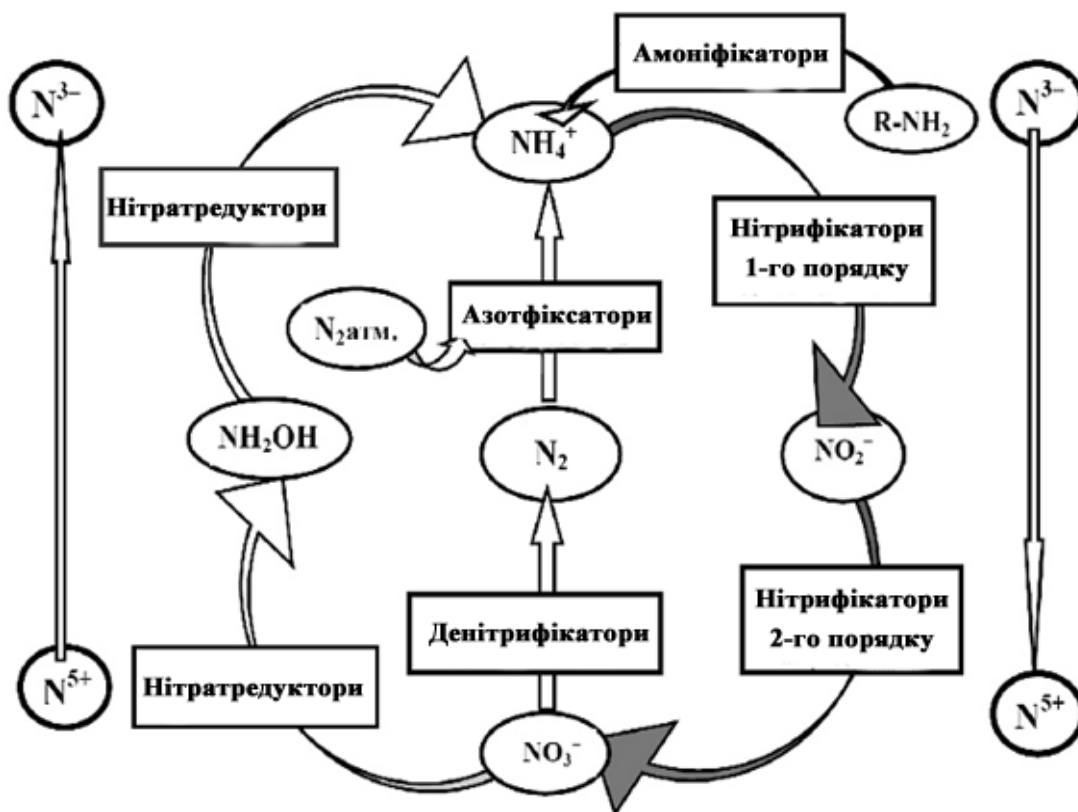 Амоніфікатори
N³⁻
N³⁻
R-NH₂
NH₄⁺
Нітратредуктори
Нітрифікатори
1-го порядку
N₂атм.
Азотфіксатори
NH₂OH
N₂
NO₂⁻
Денітрифікатори
Нітрифікатори
2-го порядку
N⁵⁺
Нітратредуктори
N⁵⁺
NO₃⁻